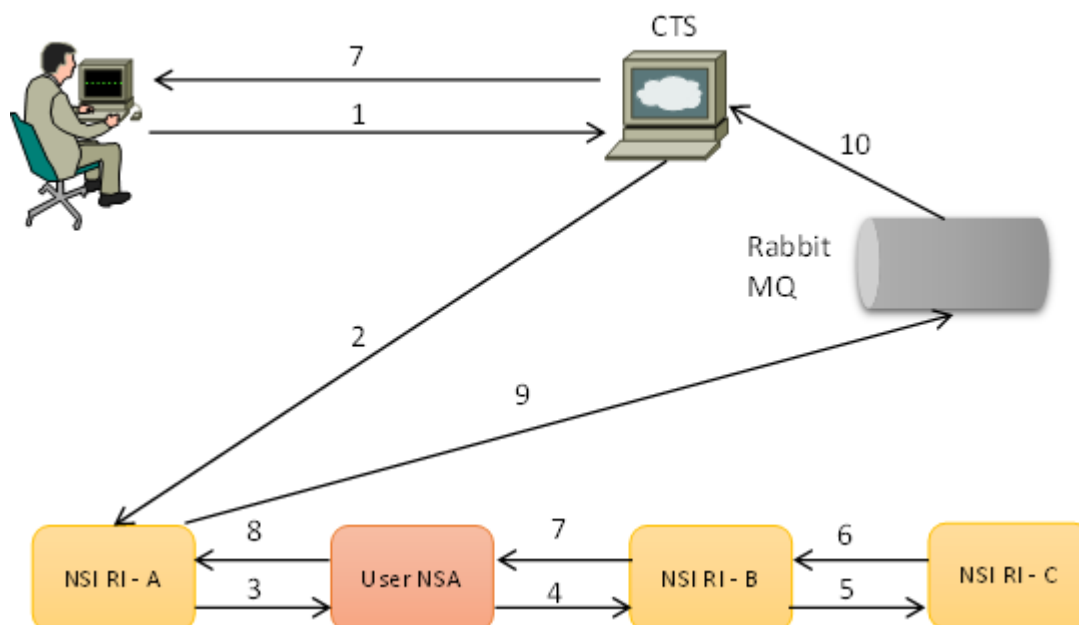 CTS
7
1
10
Rabbit
MQ
2
9
8
7
6
NSI RI - A
User NSA
NSI RI - B
NSI RI - C
3
4
5